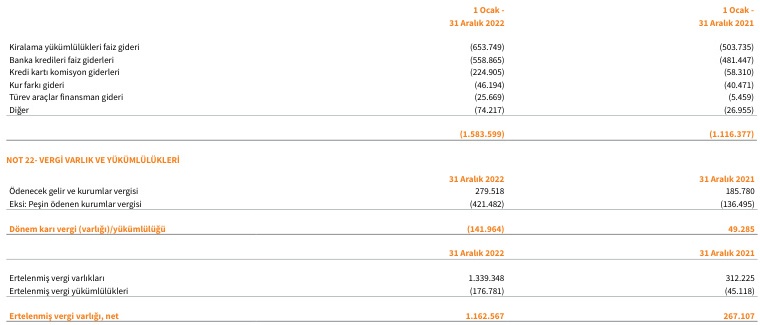 1 Ocak - 1 Ocak -
31 Aralık 2022 31 Aralık 2021
Kiralama yükümlülükleri faiz gideri (653.749) (503.735)
Banka kredileri faiz giderleri (558.865) (481.447)
Kredi kartı komisyon giderleri (224.905) (58.310)
Kur farkı gideri (46.194) (40.471)
Türev araçlar finansman gideri (25.669) (5.459)
Diğer (74.217) (26.955)
(1.583.599) (1.116.377)
NOT 22- VERGİ VARLIK VE YÜKÜMLÜLÜKLERİ
31 Aralık 2022 31 Aralık 2021
Ödenecek gelir ve kurumlar vergisi 279.518 185.780
Eksi: Peşin ödenen kurumlar vergisi (421.482) (136.495)
Dönem karı vergi (varlığı)/yükümlülüğü (141.964) 49.285
31 Aralık 2022 31 Aralık 2021
Ertelenmiş vergi varlıkları 1.339.348 312.225
Ertelenmiş vergi yükümlülükleri (176.781) (45.118)
Ertelenmiş vergi varlığı, net 1.162.567 267.107